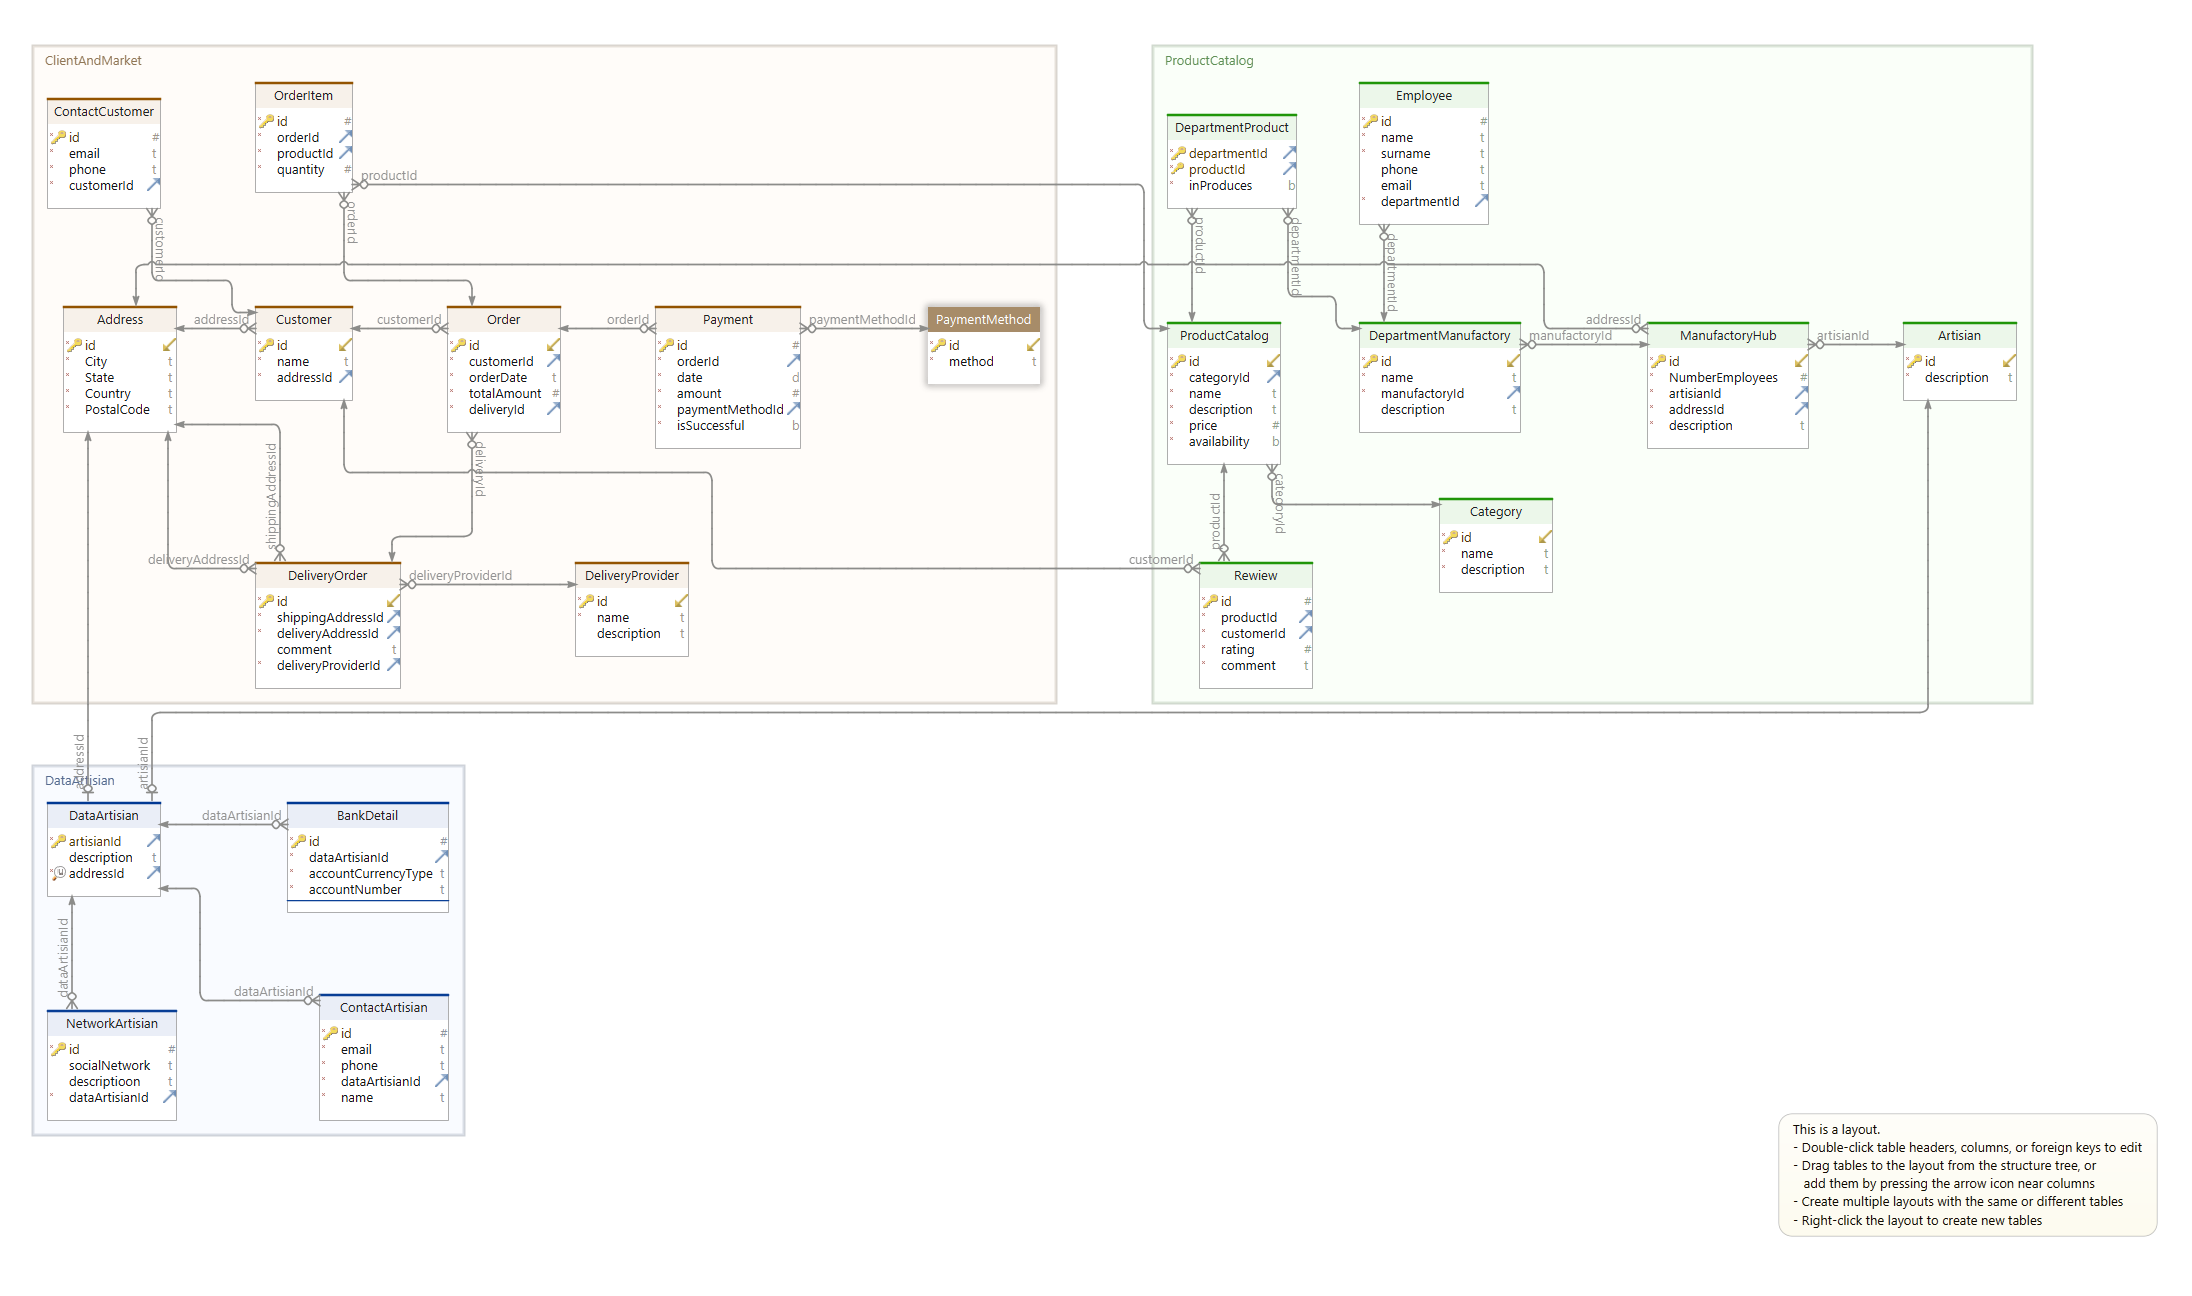 ClientAndMarket
ContactCustomer
id #
email t
phone t
customerId
OrderItem
id #
orderId
productId
quantity #
productId
orderId
customerId
Address
id
City t
State t
Country t
PostalCode t
addressId
Customer
id
name t
addressId
customerId
Order
id
customerId
orderDate t
totalAmount #
deliveryId
orderId
Payment
id #
orderId
date d
amount #
paymentMethodId
isSuccessful b
paymentMethodId
PaymentMethod
id
method t
shippingAddressId
deliveryId
deliveryAddressId
DeliveryOrder
id
shippingAddressId
deliveryAddressId
comment t
deliveryProviderId
deliveryProviderId
DeliveryProvider
id
name t
description t
ProductCatalog
DepartmentProduct
departmentId
productId
inProduces b
Employee
id #
name t
surname t
phone t
email t
departmentId
productId
departmentId
departmentId
ProductCatalog
id
categoryId
name t
description t
price #
availability b
DepartmentManufactory
id
name t
manufactoryId
description t
manufactoryId
addressId
ManufactoryHub
id
NumberEmployees #
artisianId
addressId
description t
artisianId
Artisian
id
description t
productId
categoryId
Category
id
name t
description t
customerId
Rewiew
id #
productId
customerId
rating #
comment t
addressId
artisianId
DataArtisian
DataArtisian
artisianId
description t
addressId
dataArtisianId
BankDetail
id #
dataArtisianId
accountCurrencyType t
accountNumber t
dataArtisianId
dataArtisianId
NetworkArtisian
id #
socialNetwork t
descriptioon t
dataArtisianId
ContactArtisian
id #
email t
phone t
dataArtisianId
name t
This is a layout.
- Double-click table headers, columns, or foreign keys to edit
- Drag tables to the layout from the structure tree, or
add them by pressing the arrow icon near columns
- Create multiple layouts with the same or different tables
- Right-click the layout to create new tables